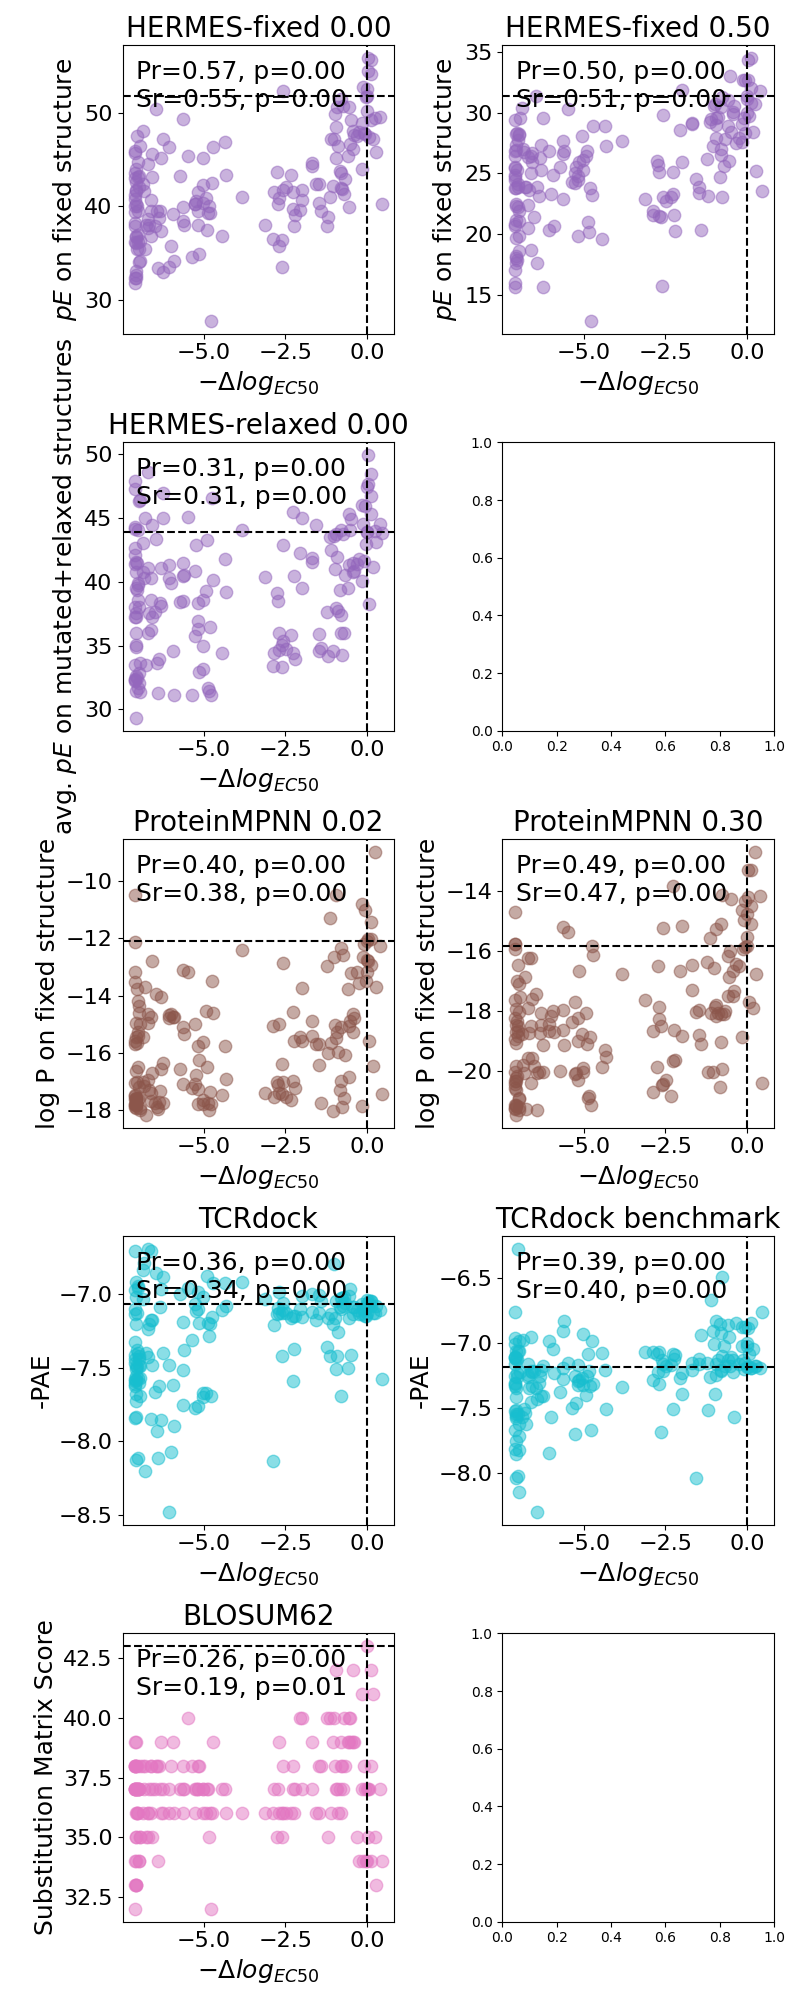 HERMES-fixed 0.00
HERMES-fixed 0.50
Pr=0.57, p=0.00
Sr=0.55, p=0.00
Pr=0.50, p=0.00
Sr=0.51, p=0.00
pE on fixed structure
50
40
30
−5.0 −2.5 0.0
−Δlog_EC50
pE on fixed structure
35
30
25
20
15
−5.0 −2.5 0.0
−Δlog_EC50
HERMES-relaxed 0.00
Pr=0.31, p=0.00
Sr=0.31, p=0.00
avg. pE on mutated+relaxed structures
50
45
40
35
30
−5.0 −2.5 0.0
−Δlog_EC50
1.0
0.8
0.6
0.4
0.2
0.0
0.0 0.2 0.4 0.6 0.8 1.0
ProteinMPNN 0.02
ProteinMPNN 0.30
Pr=0.40, p=0.00
Sr=0.38, p=0.00
Pr=0.49, p=0.00
Sr=0.47, p=0.00
log P on fixed structure
−10
−12
−14
−16
−18
−5.0 −2.5 0.0
−Δlog_EC50
log P on fixed structure
−14
−16
−18
−20
−5.0 −2.5 0.0
−Δlog_EC50
TCRdock
TCRdock benchmark
Pr=0.36, p=0.00
Sr=0.34, p=0.00
Pr=0.39, p=0.00
Sr=0.40, p=0.00
-PAE
−7.0
−7.5
−8.0
−8.5
−5.0 −2.5 0.0
−Δlog_EC50
-PAE
−6.5
−7.0
−7.5
−8.0
−5.0 −2.5 0.0
−Δlog_EC50
BLOSUM62
Pr=0.26, p=0.00
Sr=0.19, p=0.01
Substitution Matrix Score
42.5
40.0
37.5
35.0
32.5
−5.0 −2.5 0.0
−Δlog_EC50
1.0
0.8
0.6
0.4
0.2
0.0
0.0 0.2 0.4 0.6 0.8 1.0